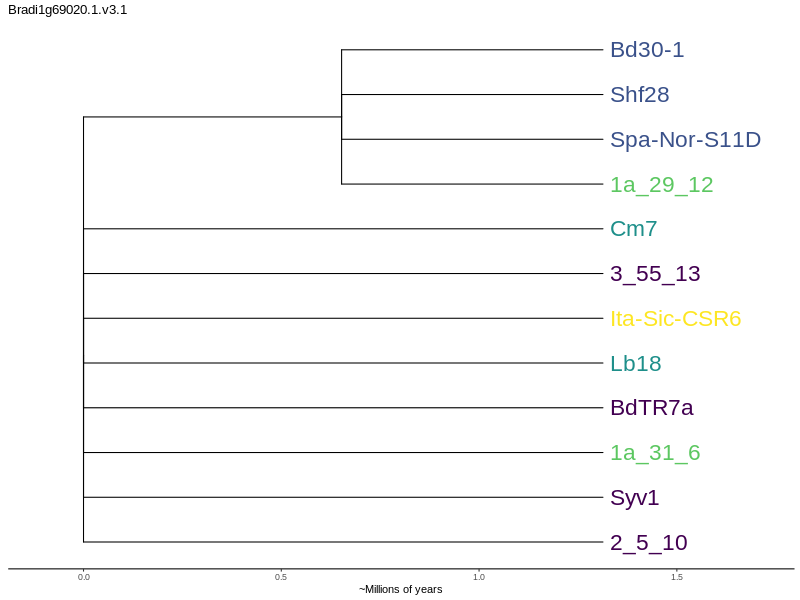 Bradi1g69020.1.v3.1
Bd30-1
Shf28
Spa-Nor-S11D
1a_29_12
Cm7
3_55_13
Ita-Sic-CSR6
Lb18
BdTR7a
1a_31_6
Syv1
2_5_10
0.0 0.5 1.0 1.5
~Millions of years